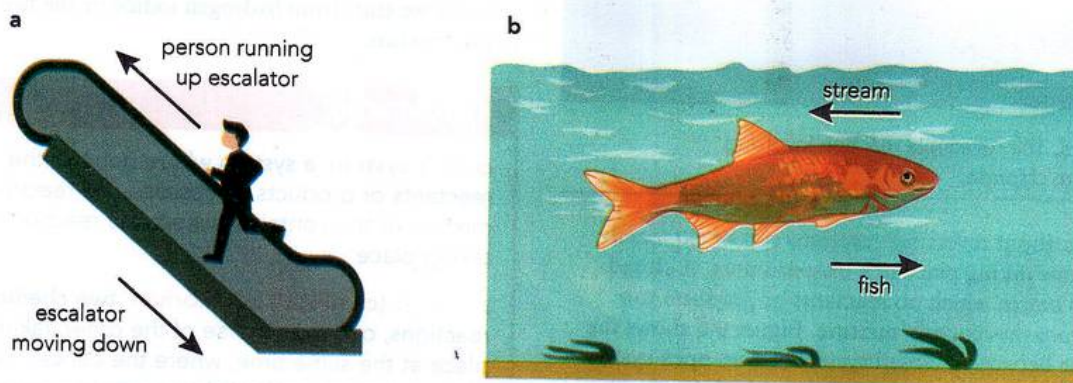 a
person running
up escalator
escalator
moving down
b
stream
fish